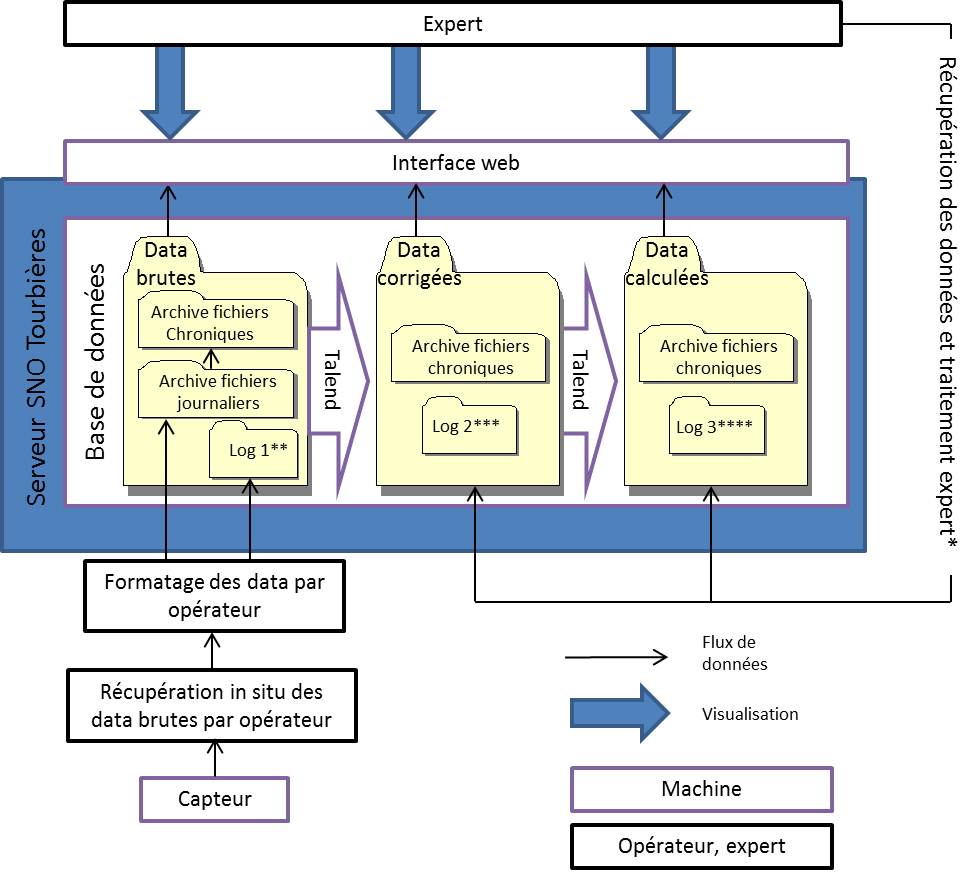 Expert
Interface web
Récupération des données et traitement expert*
Serveur SNO Tourbières
Base de données
Data
brutes
Archive fichiers
Chroniques
Archive fichiers
journaliers
Log 1**
Talend
Data
corrigées
Archive fichiers
chroniques
Log 2***
Talend
Data
calculées
Archive fichiers
chroniques
Log 3****
Formatage des data par
opérateur
Récupération in situ des
data brutes par opérateur
Capteur
Flux de
données
Visualisation
Machine
Opérateur, expert